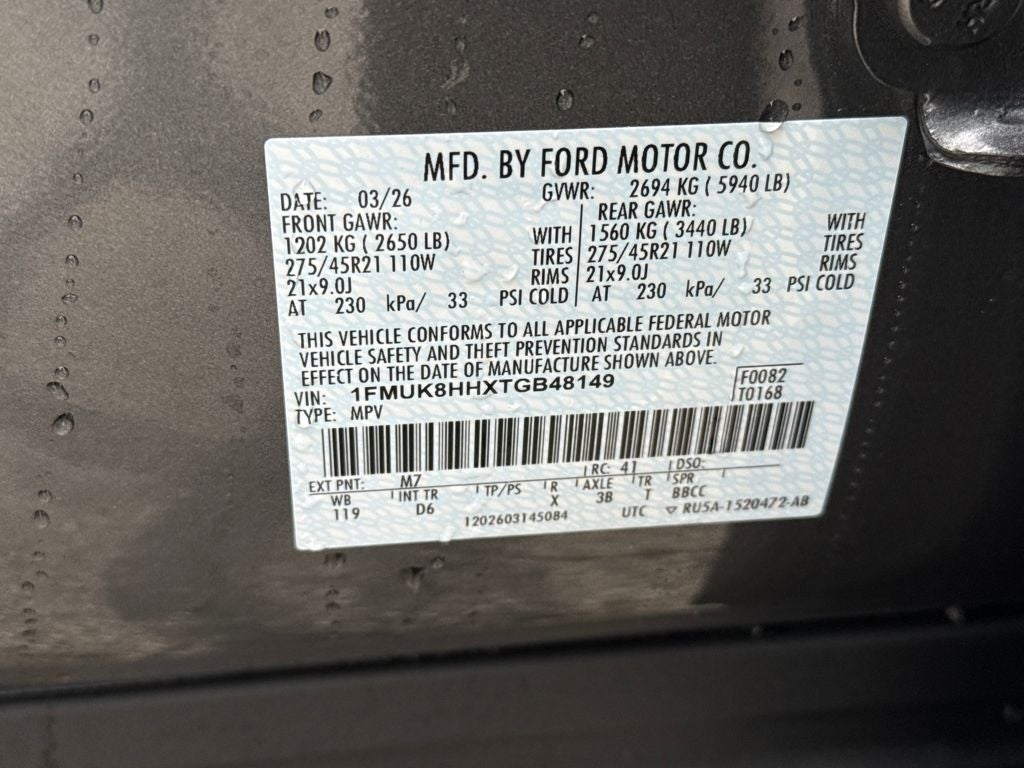 MFD. BY FORD MOTOR CO.
DATE: 03/26 GVWR: 2694 KG ( 5940 LB)
FRONT GAWR: REAR GAWR:
1202 KG ( 2650 LB) WITH 1560 KG ( 3440 LB) WITH
275/45R21 110W TIRES 275/45R21 110W TIRES
21x9.0J RIMS 21x9.0J RIMS
AT 230 kPa/ 33 PSI COLD AT 230 kPa/ 33 PSI COLD
THIS VEHICLE CONFORMS TO ALL APPLICABLE FEDERAL MOTOR
VEHICLE SAFETY AND THEFT PREVENTION STANDARDS IN
EFFECT ON THE DATE OF MANUFACTURE SHOWN ABOVE.
VIN: 1FMUK8HHXTGB48149 F0082
TYPE: MPV T0168
EXT PNT: M7 RC: 41 DSO:
WB INT TR TP/PS R AXLE TR SPR
119 D6 X 3B T BBCC
1202603145084 UTC ▽ RU5A-1520472-AB